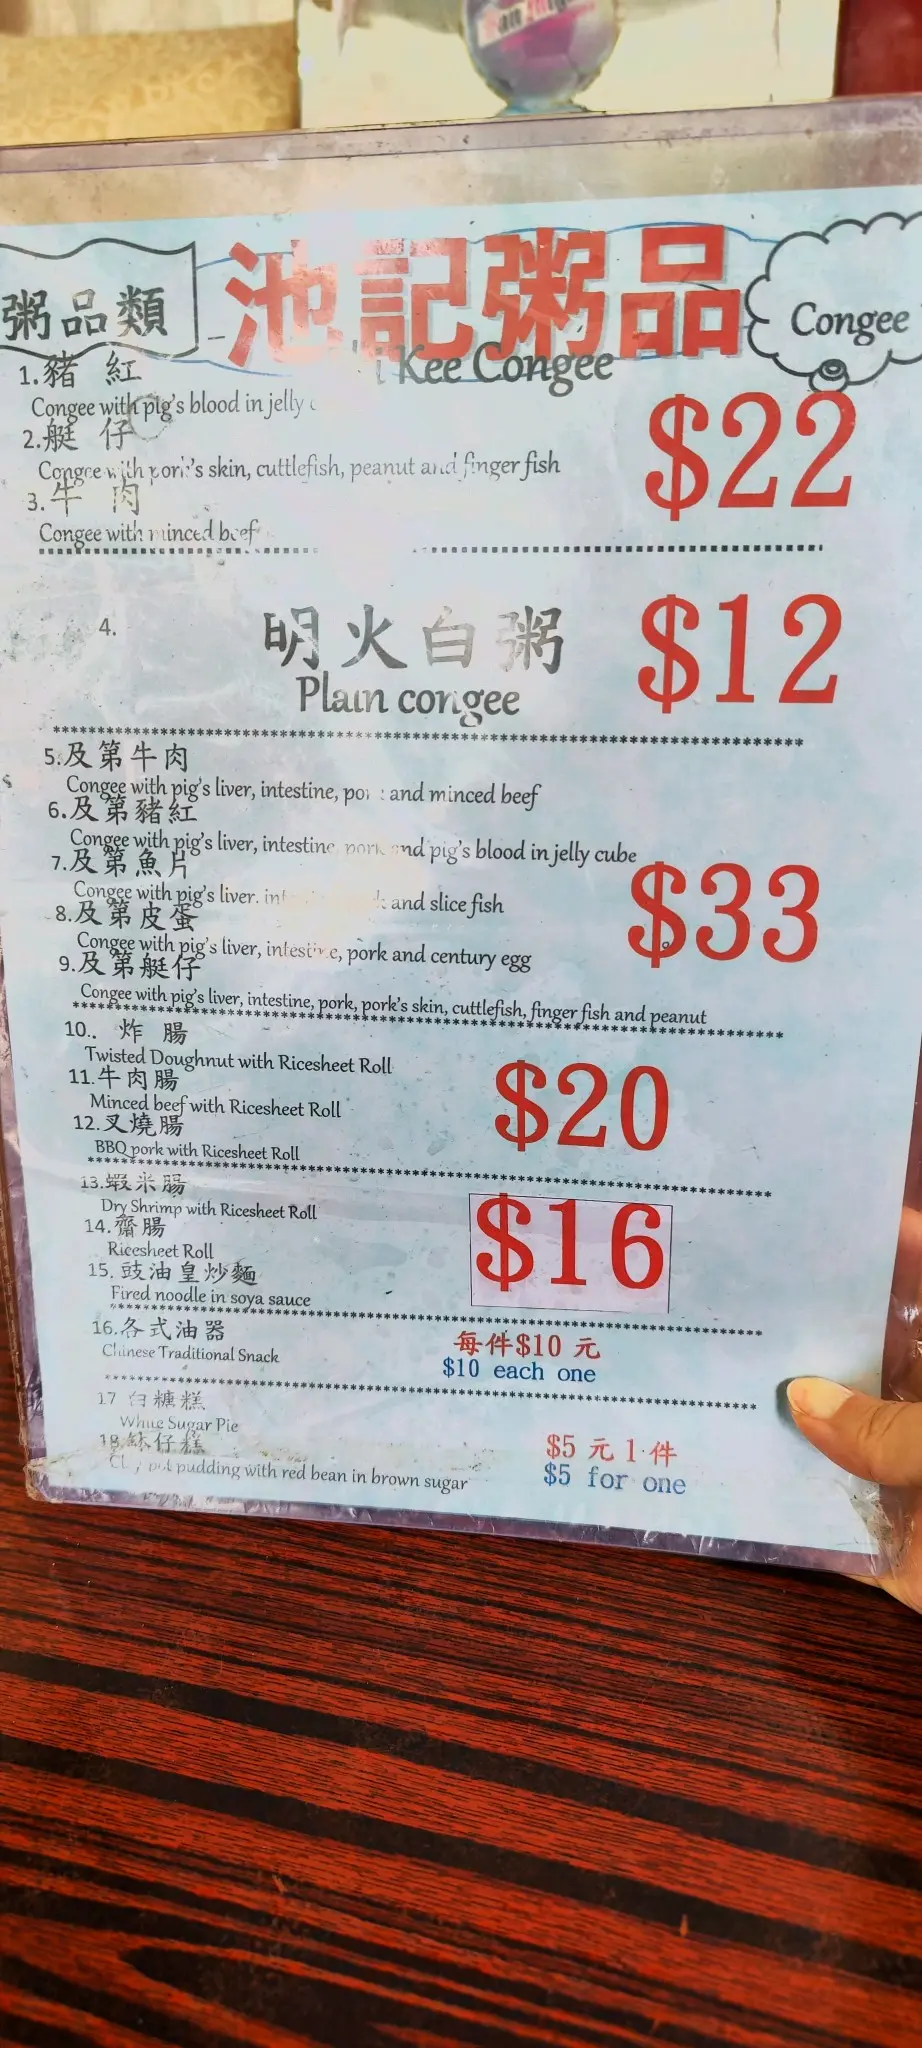 池記粥品
粥品類
Kee Congee
Congee
1.豬 紅
Congee with pig's blood in jelly
2.艇 仔
Congee with pork's skin, cuttlefish, peanut and finger fish
3.牛 肉
Congee with minced beef
$22
4.
明火白粥
Plain congee
$12
5.及第牛肉
Congee with pig's liver, intestine, and minced beef
6.及第豬紅
Congee with pig's liver, intestine, pork and pig's blood in jelly cube
7.及第魚片
Congee with pig's liver. and slice fish
8.及第皮蛋
Congee with pig's liver, intestine, pork and century egg
9.及第艇仔
Congee with pig's liver, intestine, pork, pork's skin, cuttlefish, finger fish and peanut
$33
10.. 炸 腸
Twisted Doughnut with Ricesheet Roll
11.牛肉腸
Minced beef with Ricesheet Roll
12.叉燒腸
BBQ pork with Ricesheet Roll
$20
13.蝦米腸
Dry Shrimp with Ricesheet Roll
14.齋腸
Ricesheet Roll
15.豉油皇炒麵
Fired noodle in soya sauce
$16
16.各式油器
Chinese Traditional Snack
每件$10 元
$10 each one
17 白糖糕
White Sugar Pie
18.砵仔糕
pot pudding with red bean in brown sugar
$5 元 1 件
$5 for one